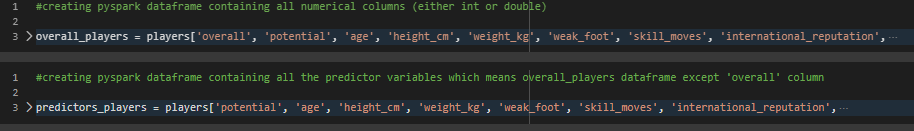 1 #creating pyspark dataframe containing all numerical columns (either int or double)
2
3 >overall_players = players['overall', 'potential', 'age', 'height_cm', 'weight_kg', 'weak_foot', 'skill_moves', 'international_reputation',…
1 #creating pyspark dataframe containing all the predictor variables which means overall_players dataframe except 'overall' column
2
3 >predictors_players = players['potential', 'age', 'height_cm', 'weight_kg', 'weak_foot', 'skill_moves', 'international_reputation',…